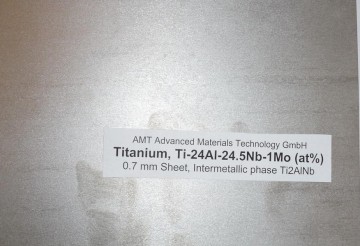 AMT Advanced Materials Technology GmbH
Titanium, Ti-24Al-24.5Nb-1Mo (at%)
0.7 mm Sheet, Intermetallic phase Ti2AlNb